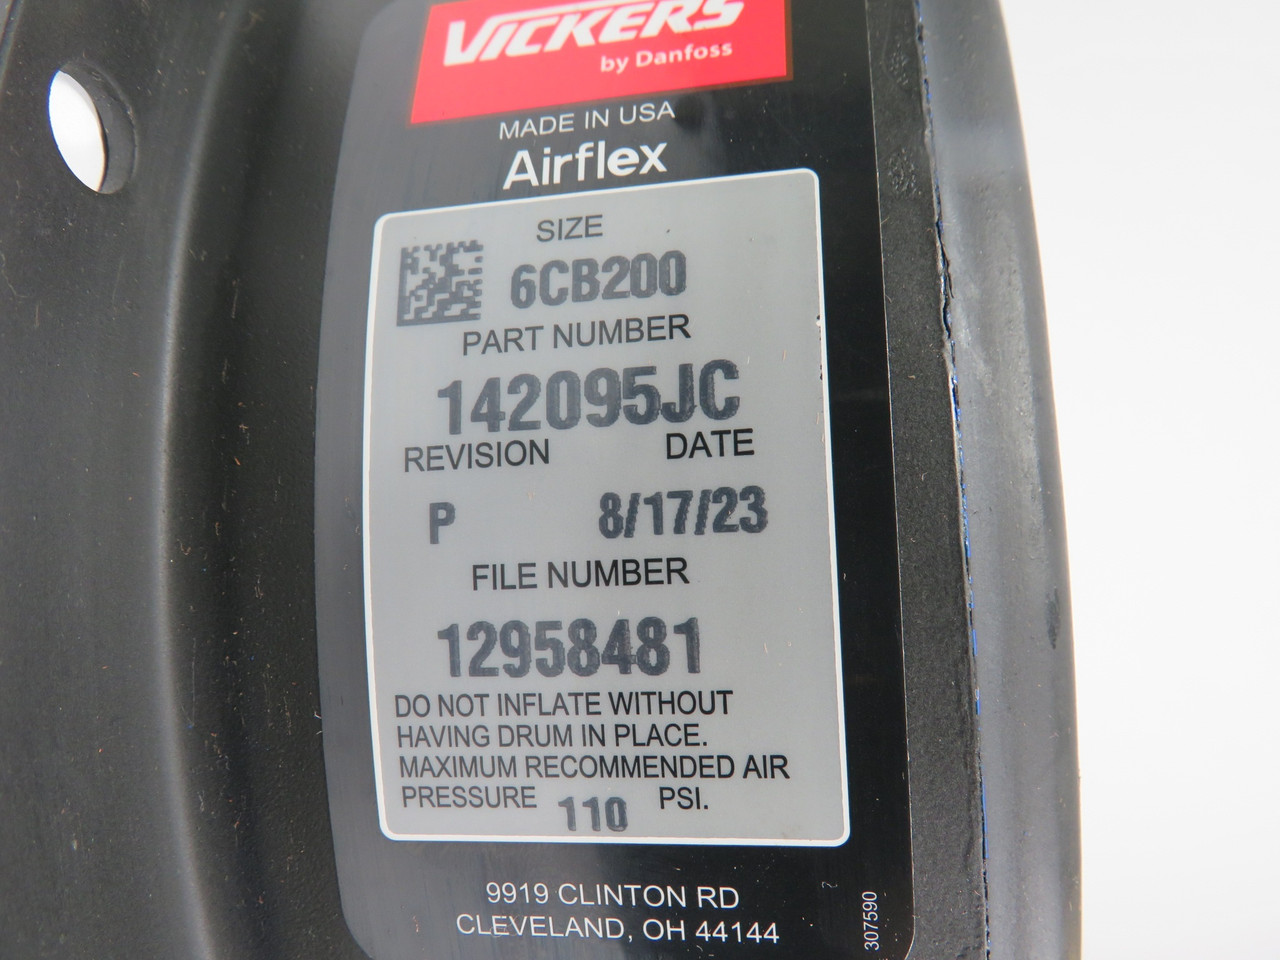 VICKERS
by Danfoss
MADE IN USA
Airflex
SIZE
6CB200
PART NUMBER
142095JC
REVISION DATE
P 8/17/23
FILE NUMBER
12958481
DO NOT INFLATE WITHOUT
HAVING DRUM IN PLACE.
MAXIMUM RECOMMENDED AIR
PRESSURE 110 PSI.
9919 CLINTON RD
CLEVELAND, OH 44144
307590